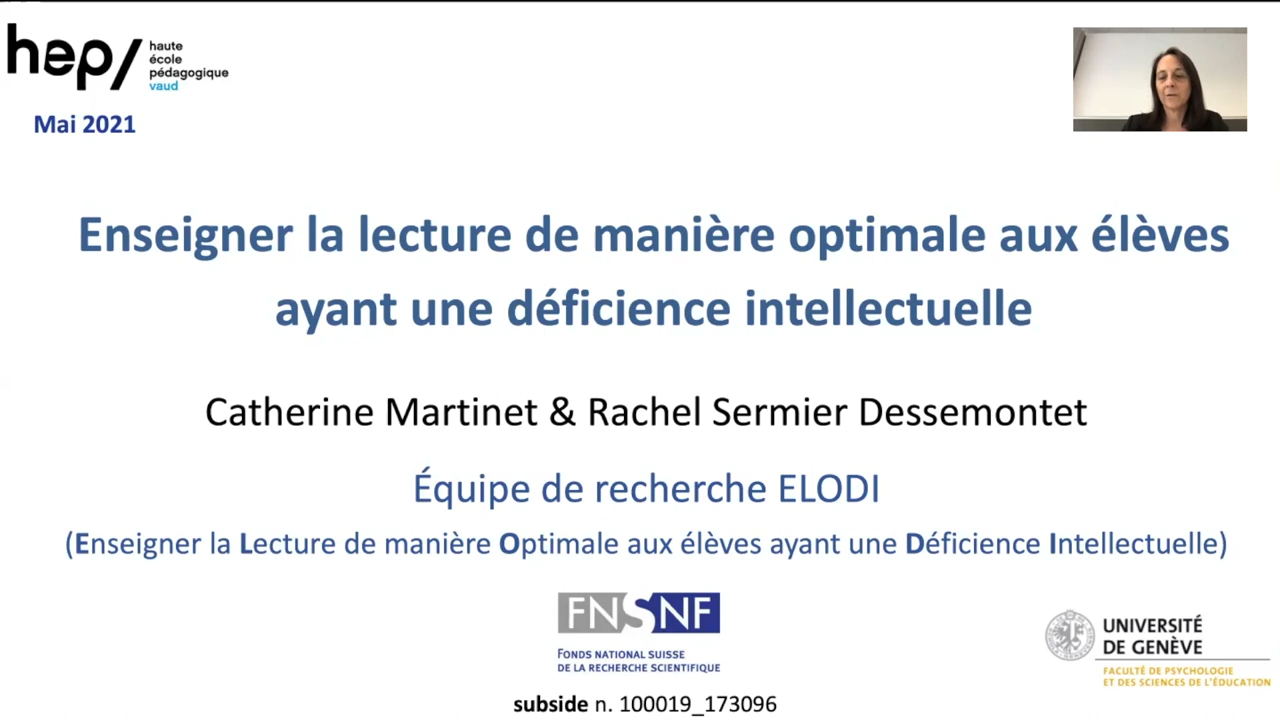 hep/
haute
école
pédagogique
vaud
Mai 2021
Enseigner la lecture de manière optimale aux élèves
ayant une déficience intellectuelle
Catherine Martinet & Rachel Sermier Dessemontet
Équipe de recherche ELODI
(Enseigner la Lecture de manière Optimale aux élèves ayant une Déficience Intellectuelle)
FNSNF
FONDS NATIONAL SUISSE
DE LA RECHERCHE SCIENTIFIQUE
UNIVERSITÉ
DE GENÈVE
FACULTÉ DE PSYCHOLOGIE
ET DES SCIENCES DE L'ÉDUCATION
subside n. 100019_173096